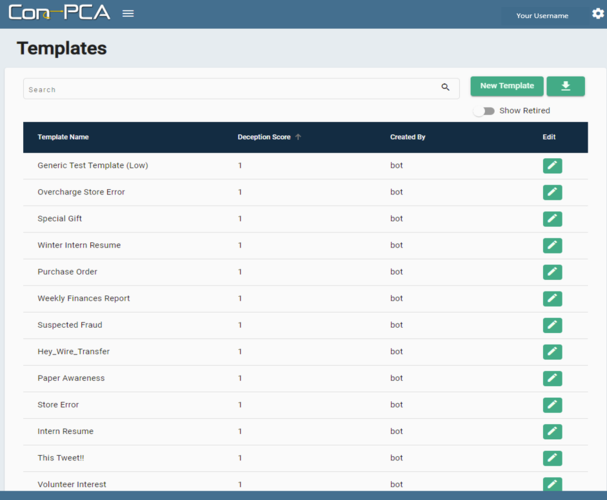 Con-PCA
Your Username
Templates
Search
New Template
Show Retired
Template Name Deception Score Created By Edit
Generic Test Template (Low) 1 bot
Overcharge Store Error 1 bot
Special Gift 1 bot
Winter Intern Resume 1 bot
Purchase Order 1 bot
Weekly Finances Report 1 bot
Suspected Fraud 1 bot
Hey_Wire_Transfer 1 bot
Paper Awareness 1 bot
Store Error 1 bot
Intern Resume 1 bot
This Tweet!! 1 bot
Volunteer Interest 1 bot